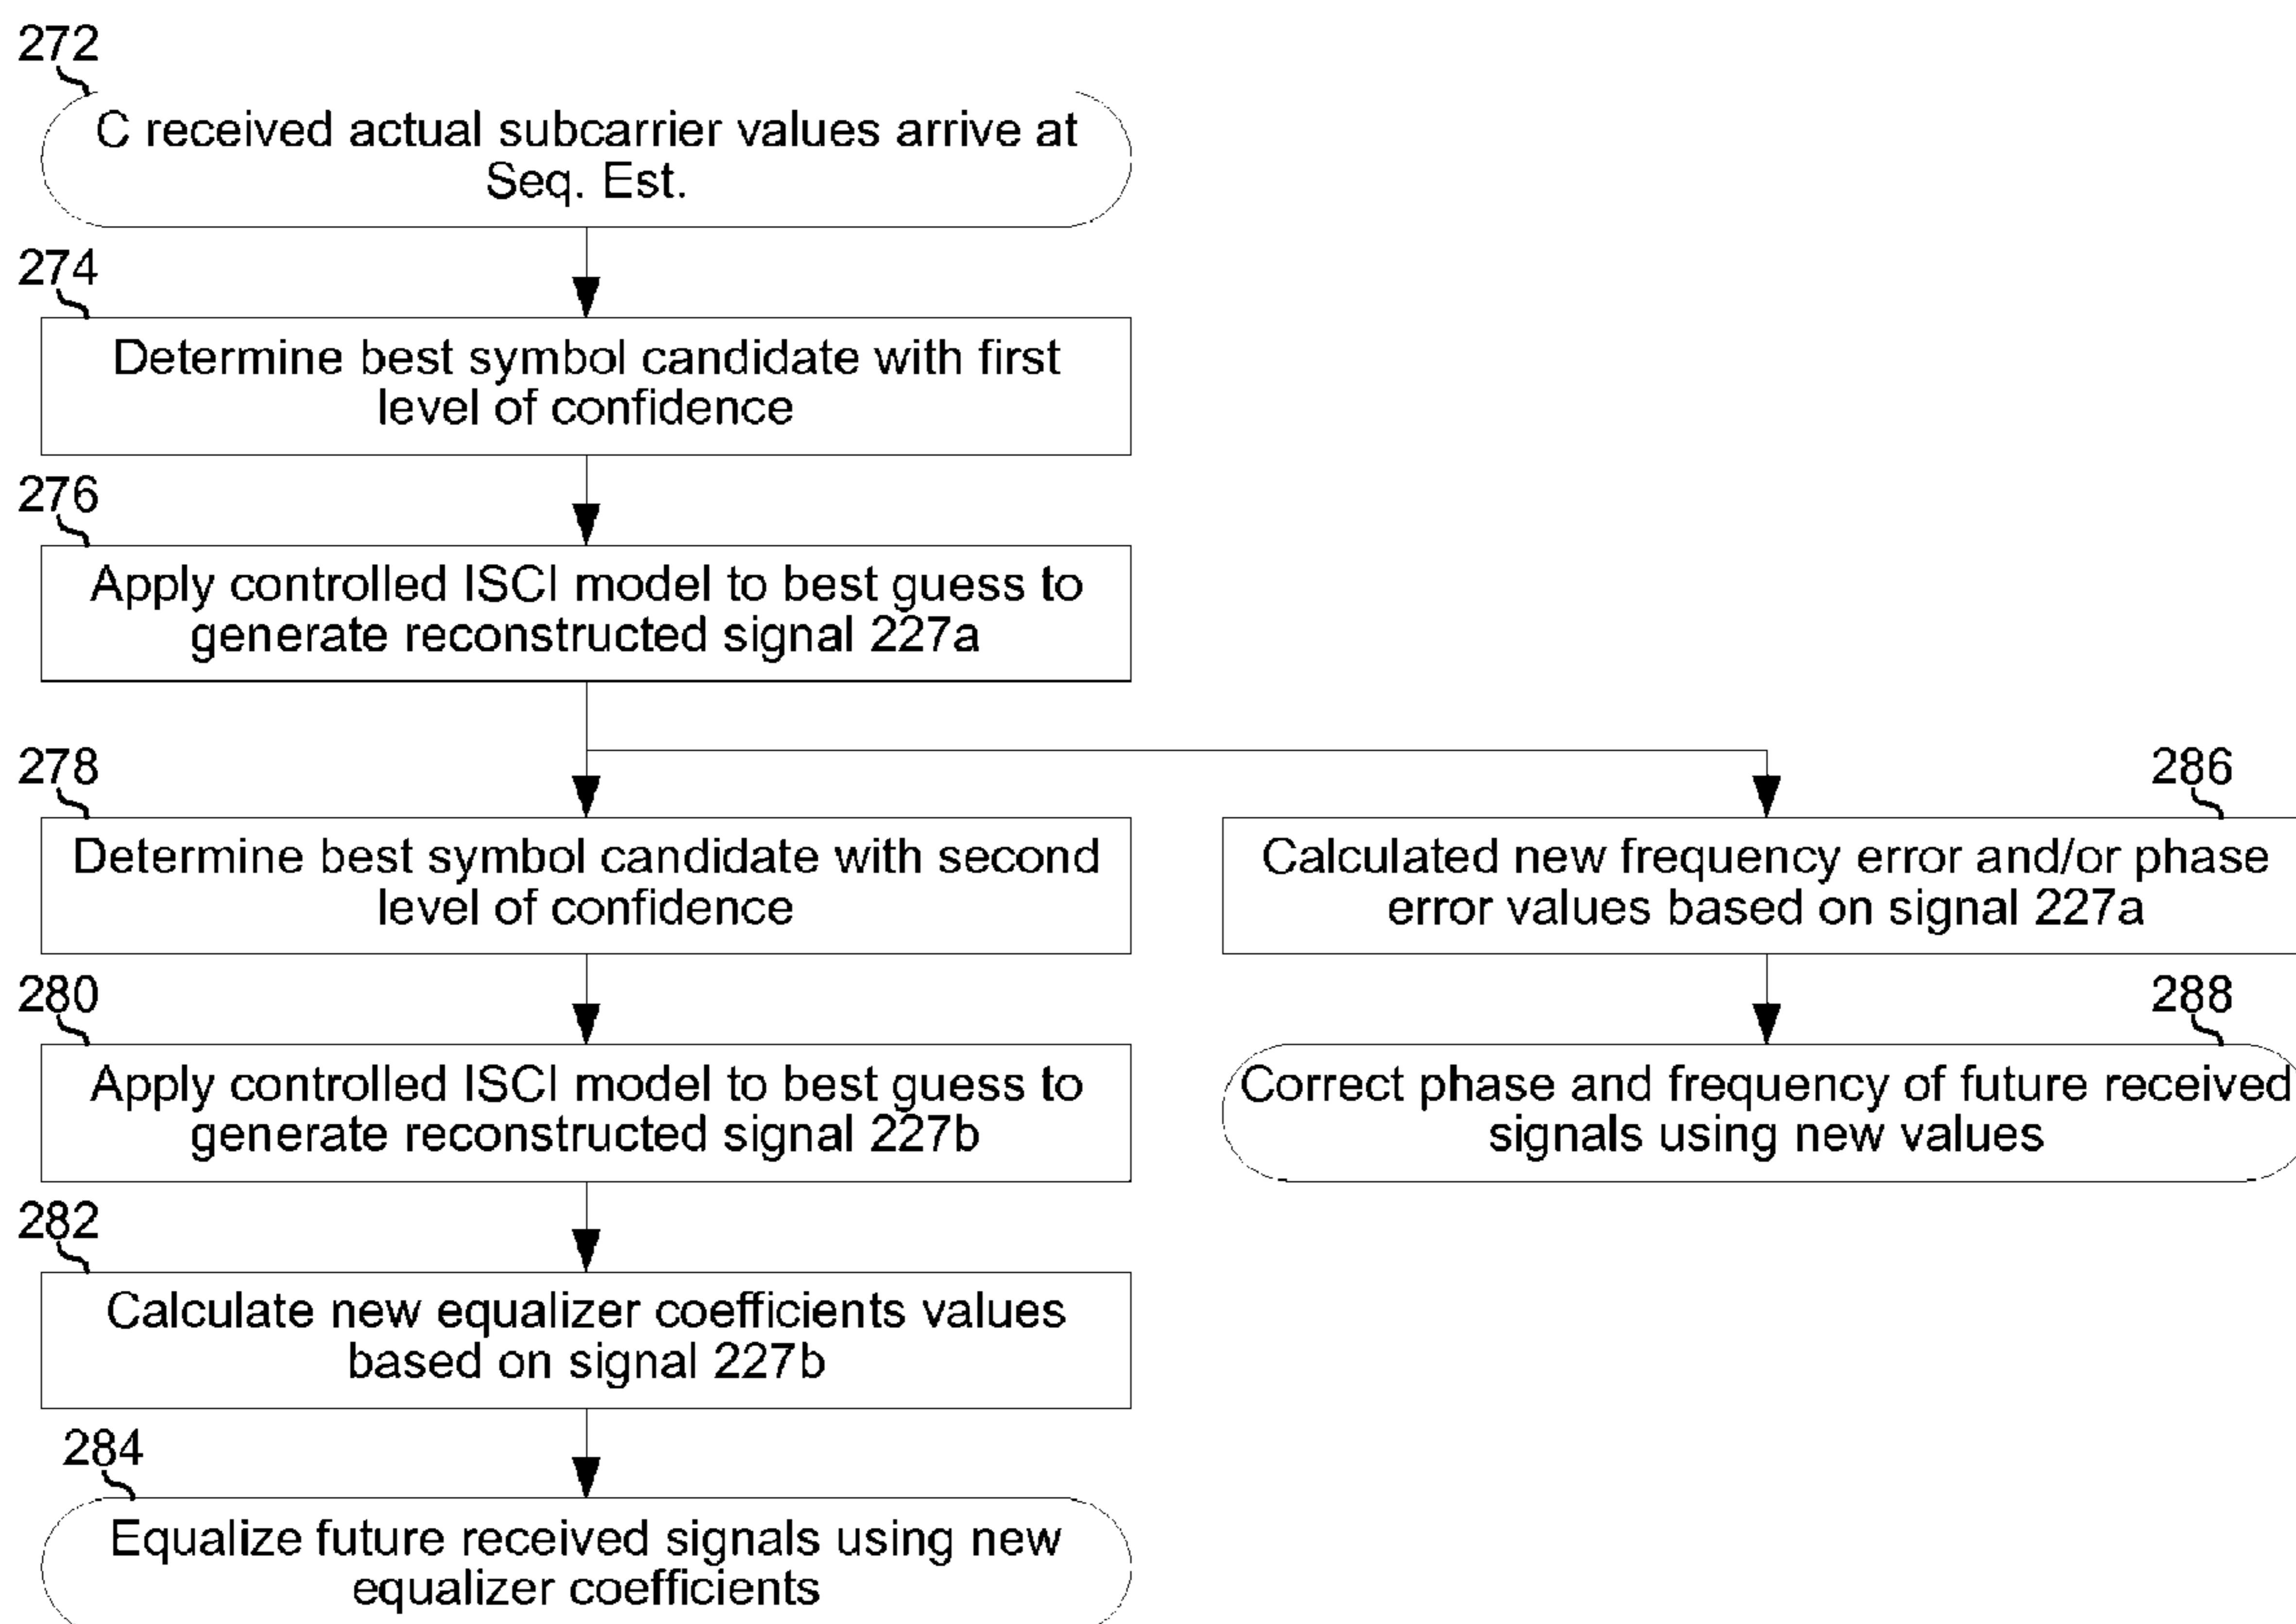 272
C received actual subcarrier values arrive at
Seq. Est.
274
Determine best symbol candidate with first
level of confidence
276
Apply controlled ISCI model to best guess to
generate reconstructed signal 227a
278
Determine best symbol candidate with second
level of confidence
286
Calculated new frequency error and/or phase
error values based on signal 227a
280
Apply controlled ISCI model to best guess to
generate reconstructed signal 227b
288
Correct phase and frequency of future received
signals using new values
282
Calculate new equalizer coefficients values
based on signal 227b
284
Equalize future received signals using new
equalizer coefficients